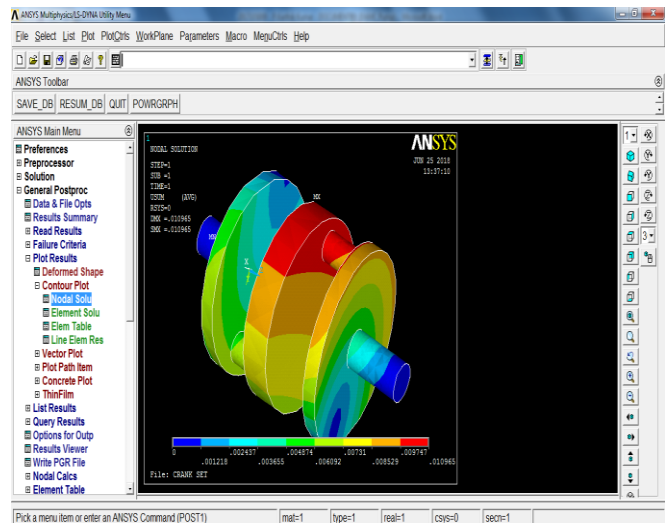 ANSYS Multiphysics/LS-DYNA Utility Menu
File Select List Plot PlotCtrls WorkPlane Parameters Macro MenuCtrls Help
ANSYS Toolbar
SAVE_DB RESUM_DB QUIT POWRGRPH
ANSYS Main Menu
Preferences
Preprocessor
Solution
General Postproc
Data & File Opts
Results Summary
Read Results
Failure Criteria
Plot Results
Deformed Shape
Contour Plot
Nodal Solu
Element Solu
Elem Table
Line Elem Res
Vector Plot
Plot Path Item
Concrete Plot
ThinFilm
List Results
Query Results
Options for Outp
Results Viewer
Write PGR File
Nodal Calcs
Element Table
1
NODAL SOLUTION
STEP=1
SUB =1
TIME=1
USUM (AVG)
RSYS=0
DMX =.010965
SMX =.010965
ANSYS
JUN 25 2018
13:37:10
MX
MN
X
0 .002437 .004874 .00731 .009747
.001218 .003655 .006092 .008529 .010965
File: CRANK SET
1
3
Pick a menu item or enter an ANSYS Command (POST1) mat=1 type=1 real=1 csys=0 secn=1